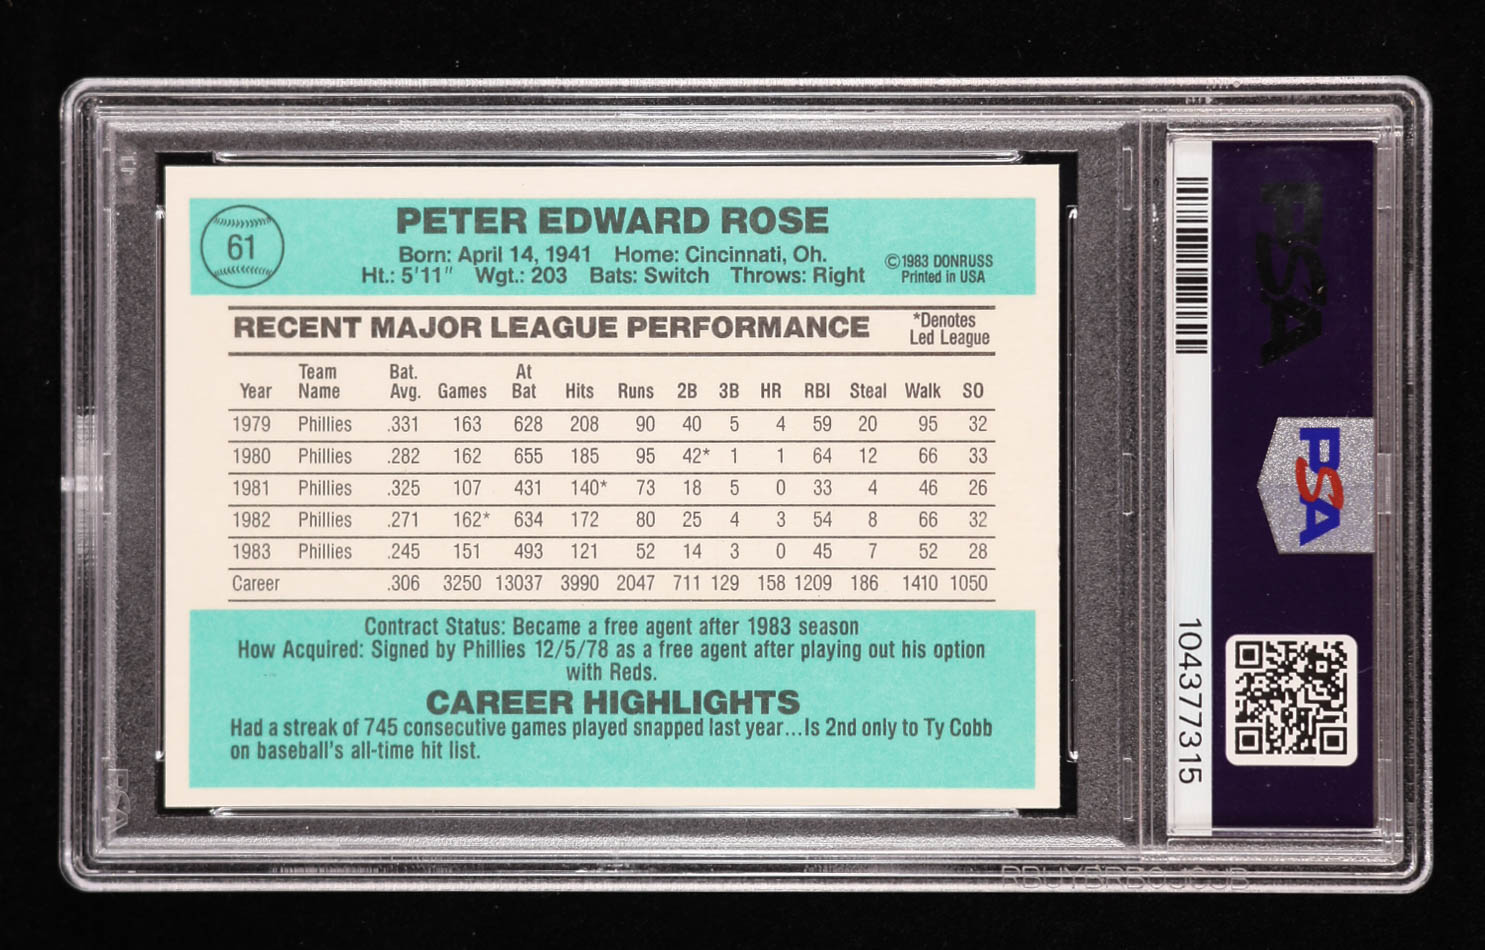 61
PETER EDWARD ROSE
Born: April 14, 1941 Home: Cincinnati, Oh.
Ht.: 5'11" Wgt.: 203 Bats: Switch Throws: Right
©1983 DONRUSS
Printed in USA
RECENT MAJOR LEAGUE PERFORMANCE
*Denotes
Led League
Year Team Name Bat. Avg. Games At Bat Hits Runs 2B 3B HR RBI Steal Walk SO
1979 Phillies .331 163 628 208 90 40 5 4 59 20 95 32
1980 Phillies .282 162 655 185 95 42* 1 1 64 12 66 33
1981 Phillies .325 107 431 140* 73 18 5 0 33 4 46 26
1982 Phillies .271 162* 634 172 80 25 4 3 54 8 66 32
1983 Phillies .245 151 493 121 52 14 3 0 45 7 52 28
Career .306 3250 13037 3990 2047 711 129 158 1209 186 1410 1050
Contract Status: Became a free agent after 1983 season
How Acquired: Signed by Phillies 12/5/78 as a free agent after playing out his option
with Reds.
CAREER HIGHLIGHTS
Had a streak of 745 consecutive games played snapped last year...Is 2nd only to Ty Cobb
on baseball's all-time hit list.
PSA
PSA
104377315